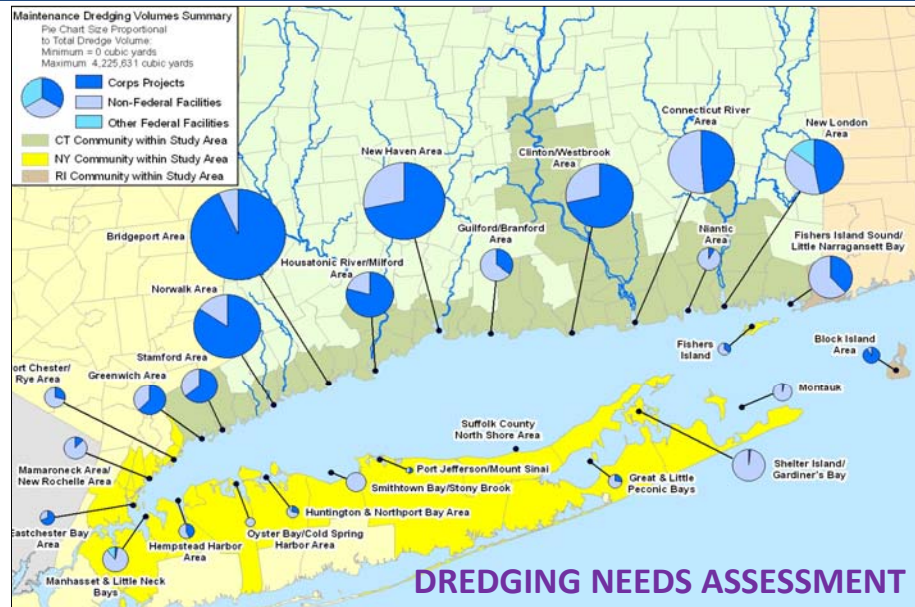 Maintenance Dredging Volumes Summary
Pie Chart Size Proportional
to Total Dredge Volume:
Minimum = 0 cubic yards
Maximum 4,225,631 cubic yards
Corps Projects
Non-Federal Facilities
Other Federal Facilities
CT Community within Study Area
NY Community within Study Area
RI Community within Study Area
Connecticut River
Area
New London
Area
New Haven Area
Clinton/Westbrook
Area
Bridgeport Area
Guilford/Branford
Area
Niantic
Area
Fishers Island Sound/
Little Narragansett Bay
Housatonic River/Milford
Area
Norwalk Area
Stamford Area
Fishers
Island
Block Island
Area
ort Chester/
Rye Area
Greenwich Area
Montauk
Mamaroneck Area/
New Rochelle Area
Suffolk County
North Shore Area
Port Jefferson/Mount Sinai
Smithtown Bay/Stony Brook
Great & Little
Peconic Bays
Shelter Island/
Gardiner's Bay
Huntington & Northport Bay Area
Eastchester Bay
Area
Hempstead Harbor
Area
Oyster Bay/Cold Spring
Harbor Area
Manhasset & Little Neck
Bays
DREDGING NEEDS ASSESSMENT